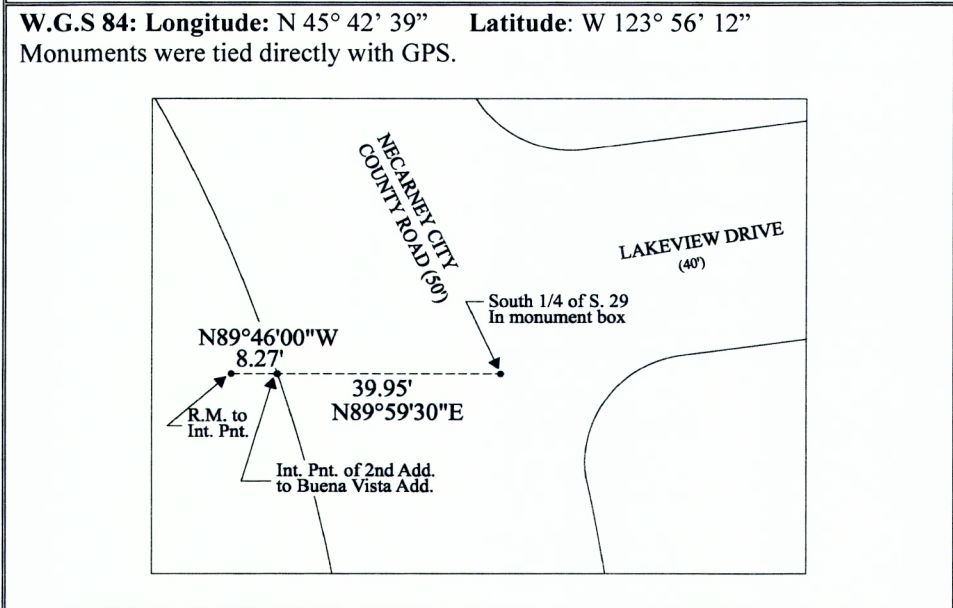 W.G.S 84: Longitude: N 45° 42’ 39” Latitude: W 123° 56’ 12”
Monuments were tied directly with GPS.
NECARNEY CITY
COUNTY ROAD (50')
LAKEVIEW DRIVE
(40')
South 1/4 of S. 29
In monument box
N89°46'00"W
8.27'
39.95'
N89°59'30"E
R.M. to
Int. Pnt.
Int. Pnt. of 2nd Add.
to Buena Vista Add.